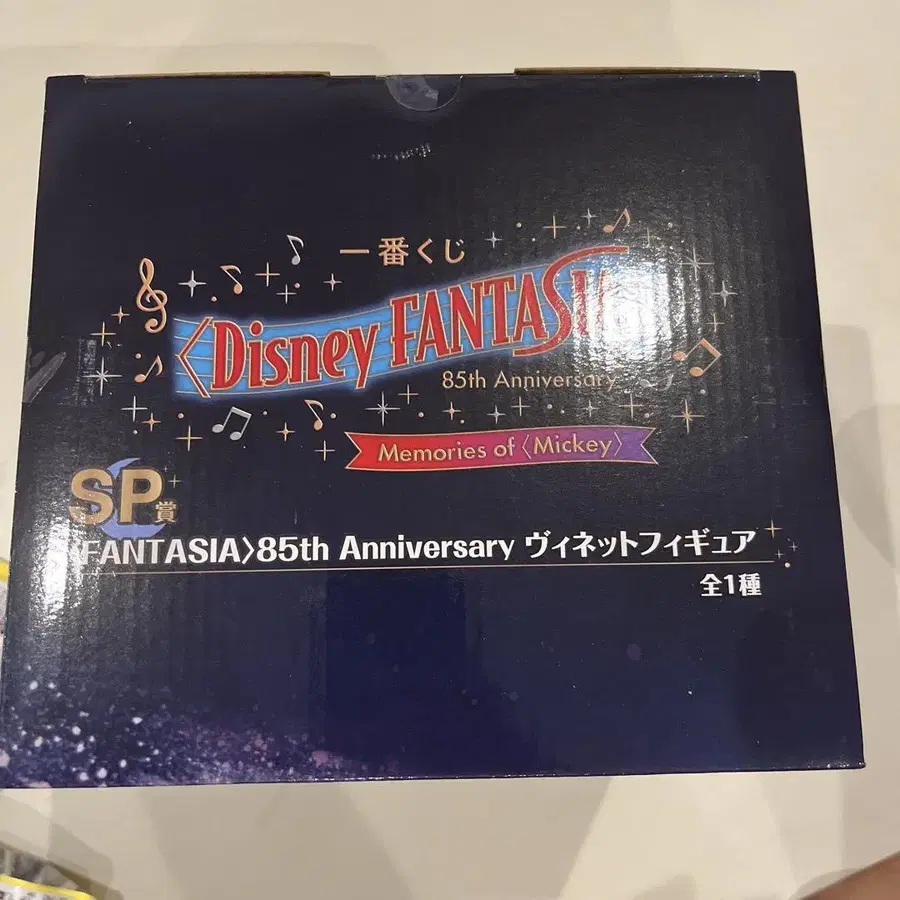 一番くじ
〈Disney FANTASIA
85th Anniversary
Memories of〈Mickey〉
SP賞
〈FANTASIA〉85th Anniversary ヴィネットフィギュア
全1種